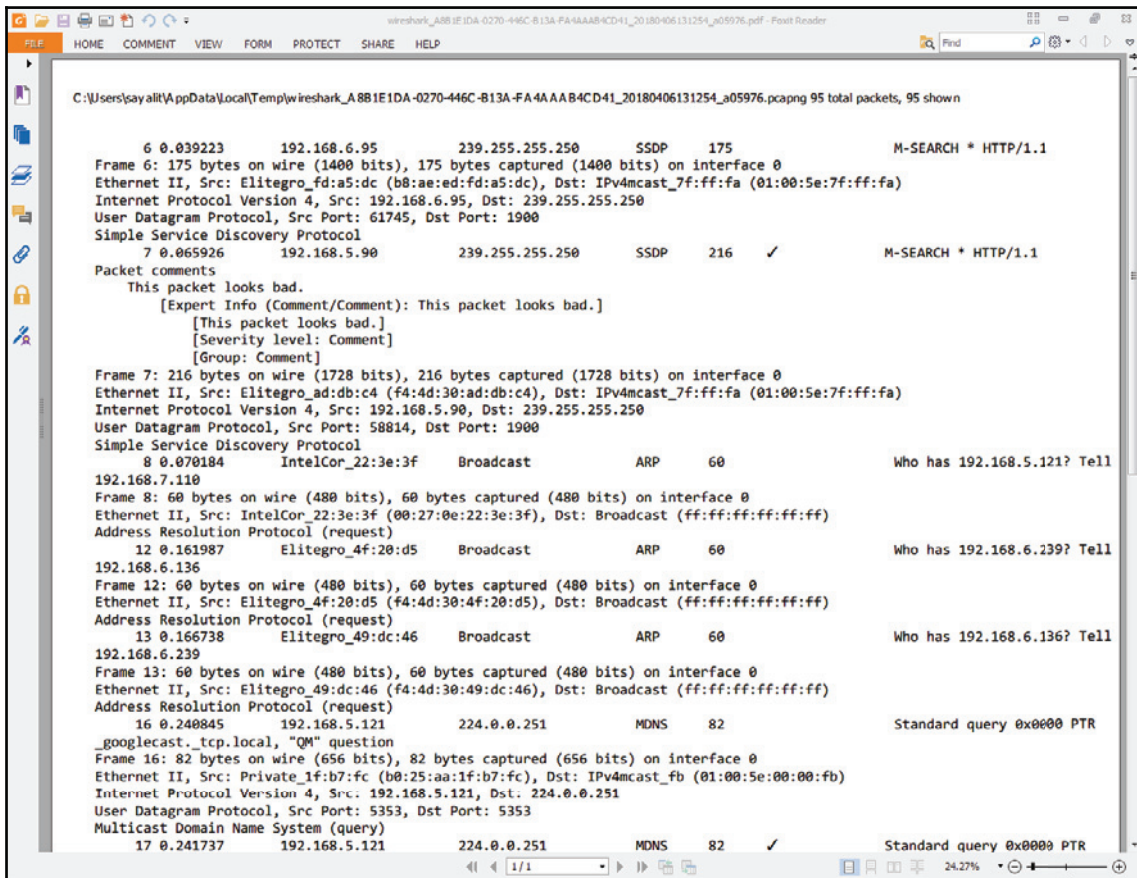 wireshark_A8B1E1DA-0270-446C-B13A-FA4AAAB4CD41_20180406131254_a05976.pdf - Foxit Reader
FILE HOME COMMENT VIEW FORM PROTECT SHARE HELP Find
C:\Users\sayalit\AppData\Local\Temp\wireshark_A8B1E1DA-0270-446C-B13A-FA4AAAB4CD41_20180406131254_a05976.pcapng 95 total packets, 95 shown
6 0.039223 192.168.6.95 239.255.255.250 SSDP 175 M-SEARCH * HTTP/1.1
Frame 6: 175 bytes on wire (1400 bits), 175 bytes captured (1400 bits) on interface 0
Ethernet II, Src: Elitegro_fd:a5:dc (b8:ae:ed:fd:a5:dc), Dst: IPv4mcast_7f:ff:fa (01:00:5e:7f:ff:fa)
Internet Protocol Version 4, Src: 192.168.6.95, Dst: 239.255.255.250
User Datagram Protocol, Src Port: 61745, Dst Port: 1900
Simple Service Discovery Protocol
7 0.065926 192.168.5.90 239.255.255.250 SSDP 216 ✓ M-SEARCH * HTTP/1.1
Packet comments
This packet looks bad.
[Expert Info (Comment/Comment): This packet looks bad.]
[This packet looks bad.]
[Severity level: Comment]
[Group: Comment]
Frame 7: 216 bytes on wire (1728 bits), 216 bytes captured (1728 bits) on interface 0
Ethernet II, Src: Elitegro_ad:db:c4 (f4:4d:30:ad:db:c4), Dst: IPv4mcast_7f:ff:fa (01:00:5e:7f:ff:fa)
Internet Protocol Version 4, Src: 192.168.5.90, Dst: 239.255.255.250
User Datagram Protocol, Src Port: 58814, Dst Port: 1900
Simple Service Discovery Protocol
8 0.070184 IntelCor_22:3e:3f Broadcast ARP 60 Who has 192.168.5.121? Tell
192.168.7.110
Frame 8: 60 bytes on wire (480 bits), 60 bytes captured (480 bits) on interface 0
Ethernet II, Src: IntelCor_22:3e:3f (00:27:0e:22:3e:3f), Dst: Broadcast (ff:ff:ff:ff:ff:ff)
Address Resolution Protocol (request)
12 0.161987 Elitegro_4f:20:d5 Broadcast ARP 60 Who has 192.168.6.239? Tell
192.168.6.136
Frame 12: 60 bytes on wire (480 bits), 60 bytes captured (480 bits) on interface 0
Ethernet II, Src: Elitegro_4f:20:d5 (f4:4d:30:4f:20:d5), Dst: Broadcast (ff:ff:ff:ff:ff:ff)
Address Resolution Protocol (request)
13 0.166738 Elitegro_49:dc:46 Broadcast ARP 60 Who has 192.168.6.136? Tell
192.168.6.239
Frame 13: 60 bytes on wire (480 bits), 60 bytes captured (480 bits) on interface 0
Ethernet II, Src: Elitegro_49:dc:46 (f4:4d:30:49:dc:46), Dst: Broadcast (ff:ff:ff:ff:ff:ff)
Address Resolution Protocol (request)
16 0.240845 192.168.5.121 224.0.0.251 MDNS 82 Standard query 0x0000 PTR
_googlecast._tcp.local, "QM" question
Frame 16: 82 bytes on wire (656 bits), 82 bytes captured (656 bits) on interface 0
Ethernet II, Src: Private_1f:b7:fc (b0:25:aa:1f:b7:fc), Dst: IPv4mcast_fb (01:00:5e:00:00:fb)
Internet Protocol Version 4, Src: 192.168.5.121, Dst: 224.0.0.251
User Datagram Protocol, Src Port: 5353, Dst Port: 5353
Multicast Domain Name System (query)
17 0.241737 192.168.5.121 224.0.0.251 MDNS 82 ✓ Standard query 0x0000 PTR
1/1 24.27%